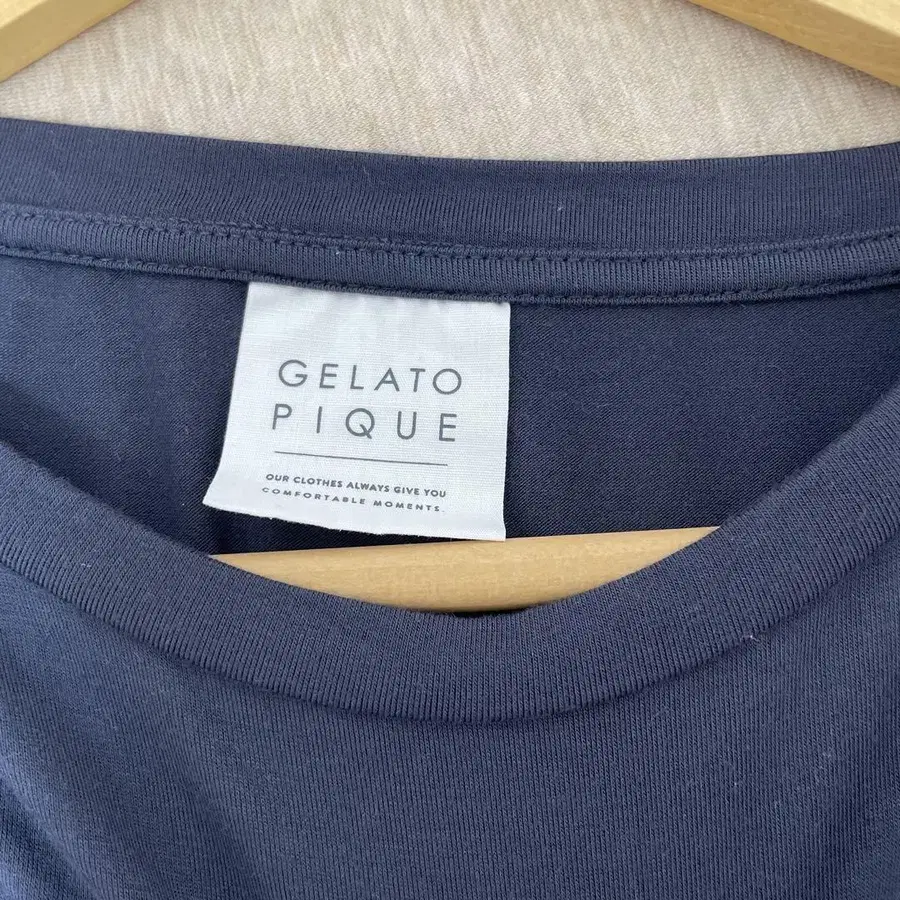 GELATO
PIQUE
OUR CLOTHES ALWAYS GIVE YOU
COMFORTABLE MOMENTS.